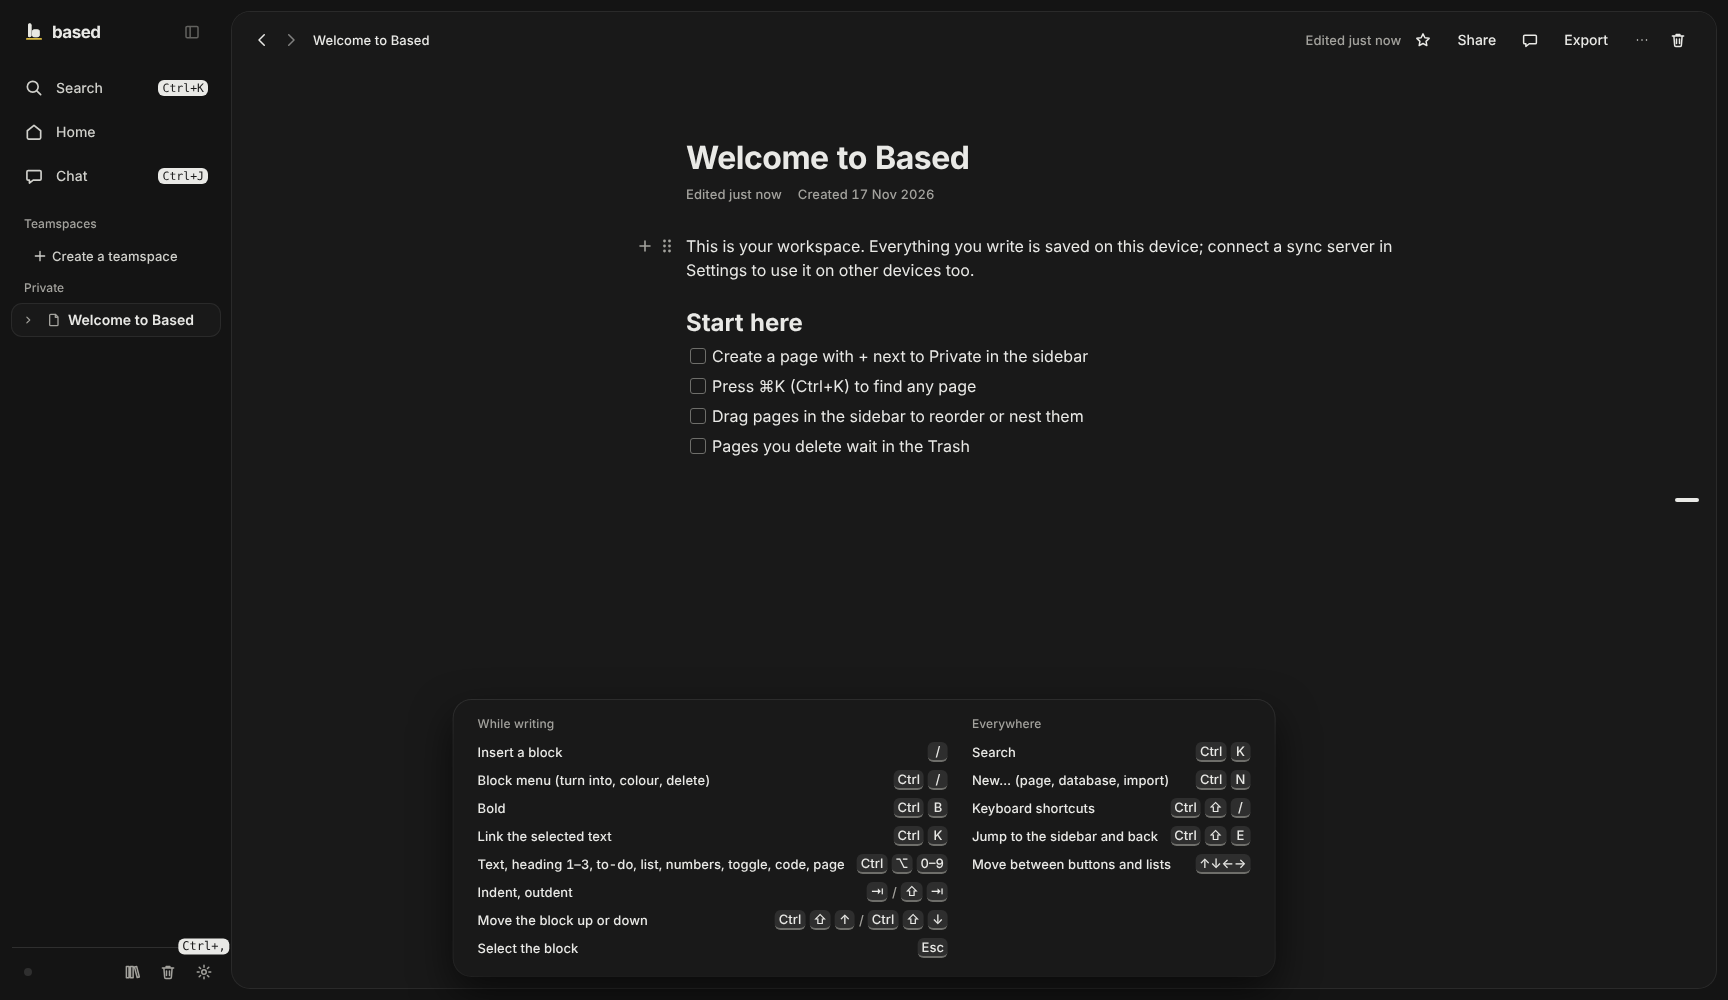 based
Search Ctrl+K
Home
Chat Ctrl+J
Teamspaces
+ Create a teamspace
Private
Welcome to Based
Ctrl+,
Welcome to Based
Edited just now
Share
Export
Welcome to Based
Edited just now Created 17 Nov 2026
This is your workspace. Everything you write is saved on this device; connect a sync server in
Settings to use it on other devices too.
Start here
Create a page with + next to Private in the sidebar
Press ⌘K (Ctrl+K) to find any page
Drag pages in the sidebar to reorder or nest them
Pages you delete wait in the Trash
While writing
Insert a block /
Block menu (turn into, colour, delete) Ctrl /
Bold Ctrl B
Link the selected text Ctrl K
Text, heading 1–3, to-do, list, numbers, toggle, code, page Ctrl ⌥ 0–9
Indent, outdent ⇥ / ⇧ ⇥
Move the block up or down Ctrl ⇧ ↑ / Ctrl ⇧ ↓
Select the block Esc
Everywhere
Search Ctrl K
New... (page, database, import) Ctrl N
Keyboard shortcuts Ctrl ⇧ /
Jump to the sidebar and back Ctrl ⇧ E
Move between buttons and lists ↑↓←→